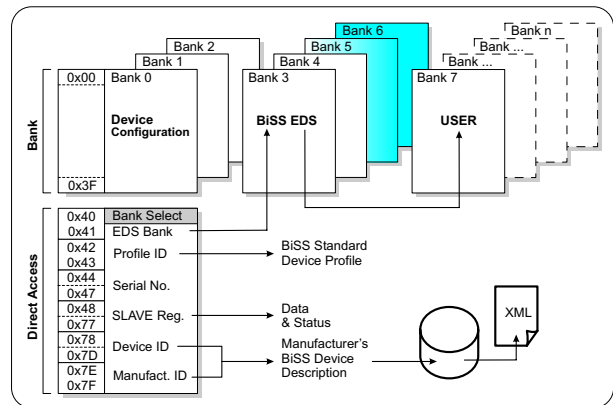 Bank 0
Bank 1
Bank 2
Bank 3
Bank 4
Bank 5
Bank 6
Bank 7
Bank ...
Bank ...
Bank n
Bank
0x00
0x3F
Device
Configuration
BiSS EDS
USER
Direct Access
0x40
Bank Select
0x41
EDS Bank
0x42
0x43
Profile ID
BiSS Standard
Device Profile
0x44
0x47
Serial No.
0x48
0x77
SLAVE Reg.
Data
& Status
0x78
0x7D
Device ID
0x7E
0x7F
Manufact. ID
Manufacturer's
BiSS Device
Description
XML